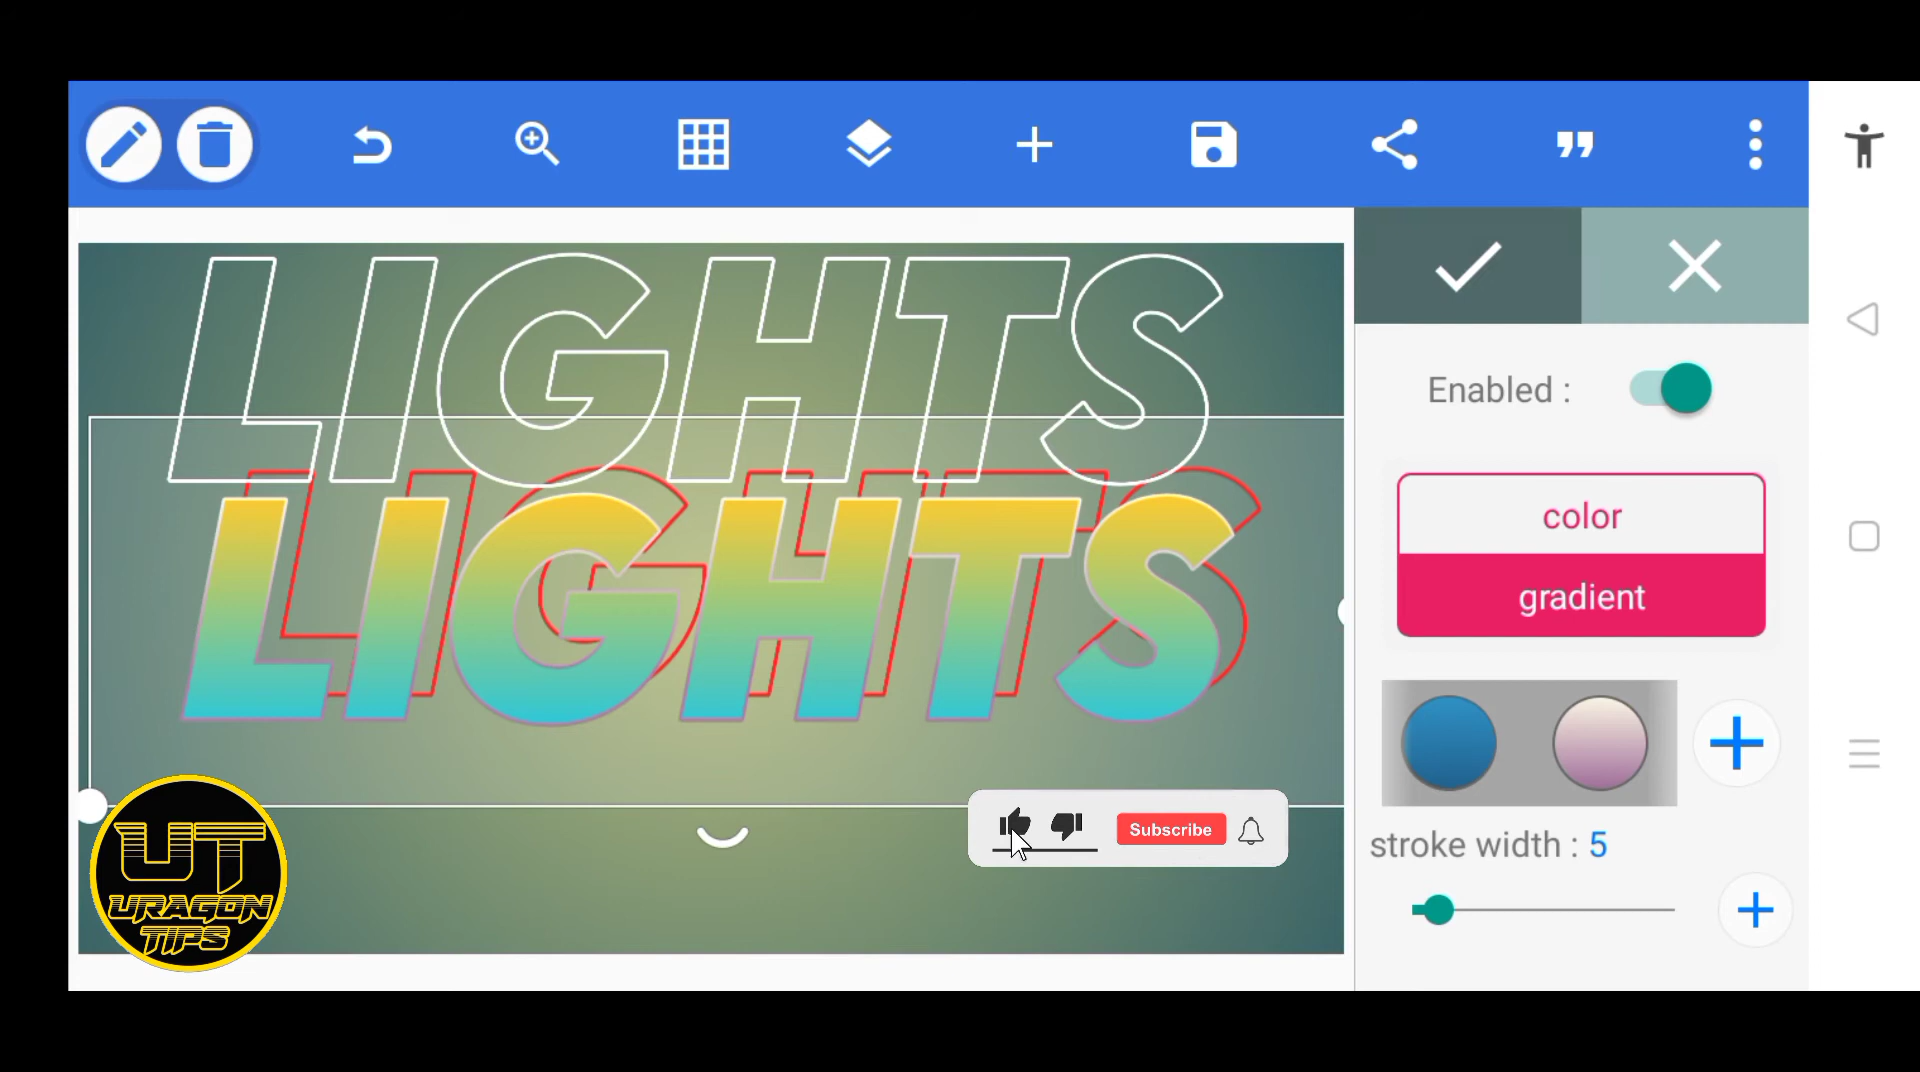 LIGHTS
LIGHTS
Enabled :
color
gradient
stroke width : 5
Subscribe
UT
URAGON
TIPS